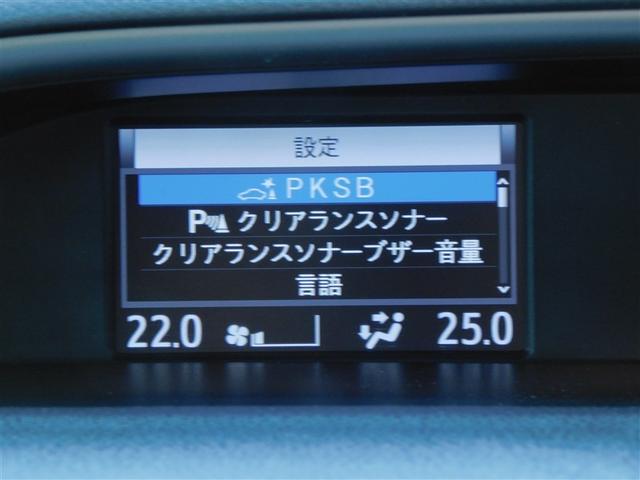 設定
PKSB
P クリアランスソナー
クリアランスソナーブザー音量
言語
22.0 25.0